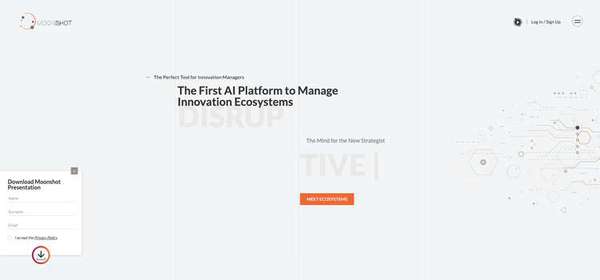 MOONSHOT
Log In / Sign Up
The Perfect Tool for Innovation Managers
The First AI Platform to Manage
Innovation Ecosystems
DISRUP
The Mind for the New Strategist
TIVE |
MEET ECOSYSTEMS
Download Moonshot
Presentation
Name
Surname
Email
I accept the Privacy Policy